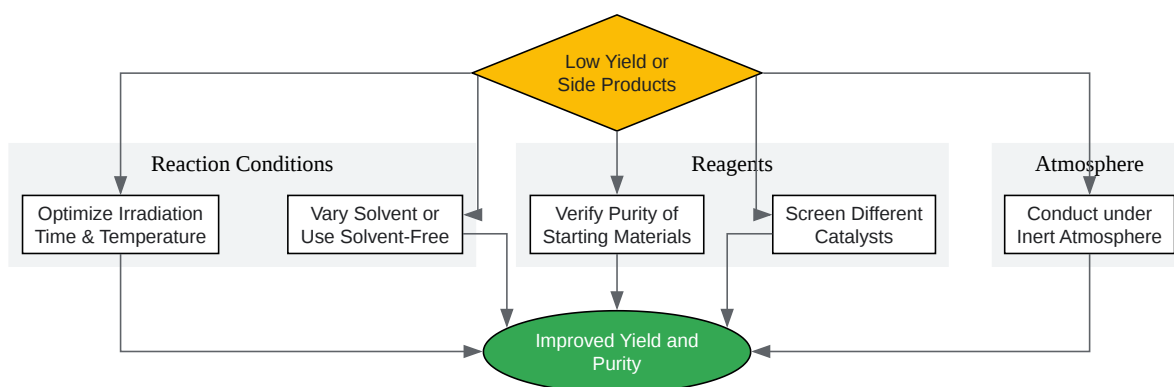 Low Yield or
Side Products
Reaction Conditions
Reagents
Atmosphere
Optimize Irradiation
Time & Temperature
Vary Solvent or
Use Solvent-Free
Verify Purity of
Starting Materials
Screen Different
Catalysts
Conduct under
Inert Atmosphere
Improved Yield and
Purity